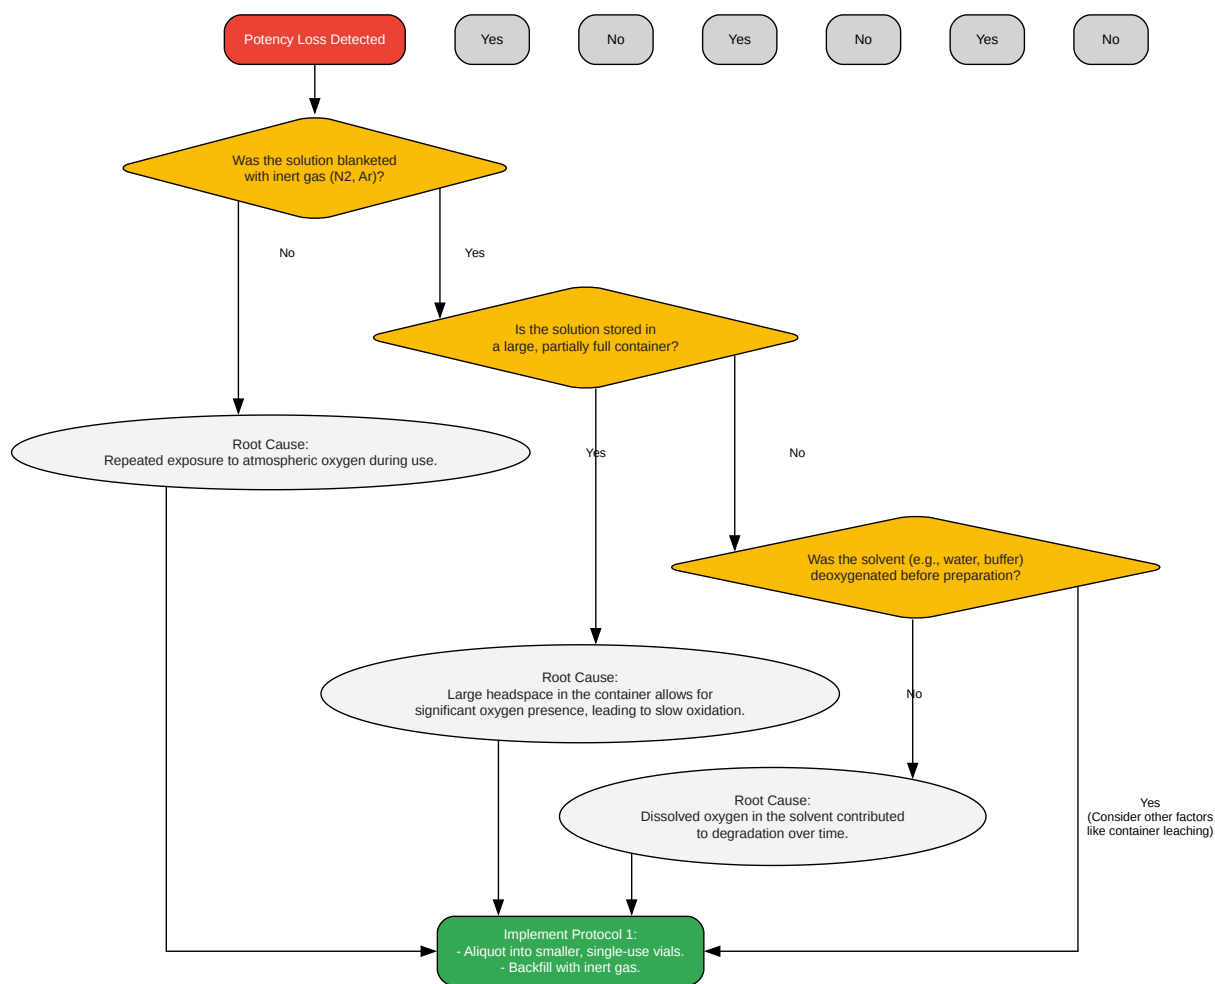 Potency Loss Detected
Yes
No
Yes
No
Yes
No
Was the solution blanketed
with inert gas (N2, Ar)?
No
Yes
Is the solution stored in
a large, partially full container?
Root Cause:
Repeated exposure to atmospheric oxygen during use.
Yes
No
Was the solvent (e.g., water, buffer)
deoxygenated before preparation?
Root Cause:
Large headspace in the container allows for
significant oxygen presence, leading to slow oxidation.
No
Root Cause:
Dissolved oxygen in the solvent contributed
to degradation over time.
Yes
(Consider other factors
like container leaching)
Implement Protocol 1:
- Aliquot into smaller, single-use vials.
- Backfill with inert gas.